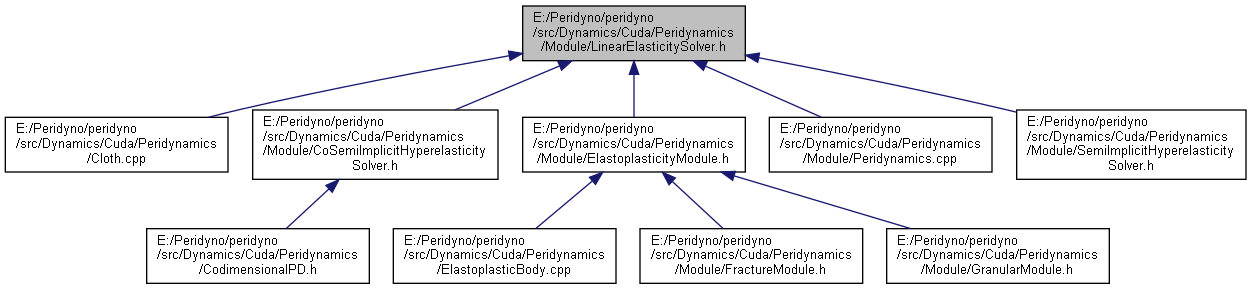 E:/Peridyno/peridyno
/src/Dynamics/Cuda/Peridynamics
/Module/LinearElasticitySolver.h
E:/Peridyno/peridyno
/src/Dynamics/Cuda/Peridynamics
/Cloth.cpp
E:/Peridyno/peridyno
/src/Dynamics/Cuda/Peridynamics
/Module/CoSemiImplicitHyperelasticity
Solver.h
E:/Peridyno/peridyno
/src/Dynamics/Cuda/Peridynamics
/Module/ElastoplasticityModule.h
E:/Peridyno/peridyno
/src/Dynamics/Cuda/Peridynamics
/Module/Peridynamics.cpp
E:/Peridyno/peridyno
/src/Dynamics/Cuda/Peridynamics
/Module/SemiImplicitHyperelasticity
Solver.h
E:/Peridyno/peridyno
/src/Dynamics/Cuda/Peridynamics
/CodimensionalPD.h
E:/Peridyno/peridyno
/src/Dynamics/Cuda/Peridynamics
/ElastoplasticBody.cpp
E:/Peridyno/peridyno
/src/Dynamics/Cuda/Peridynamics
/Module/FractureModule.h
E:/Peridyno/peridyno
/src/Dynamics/Cuda/Peridynamics
/Module/GranularModule.h